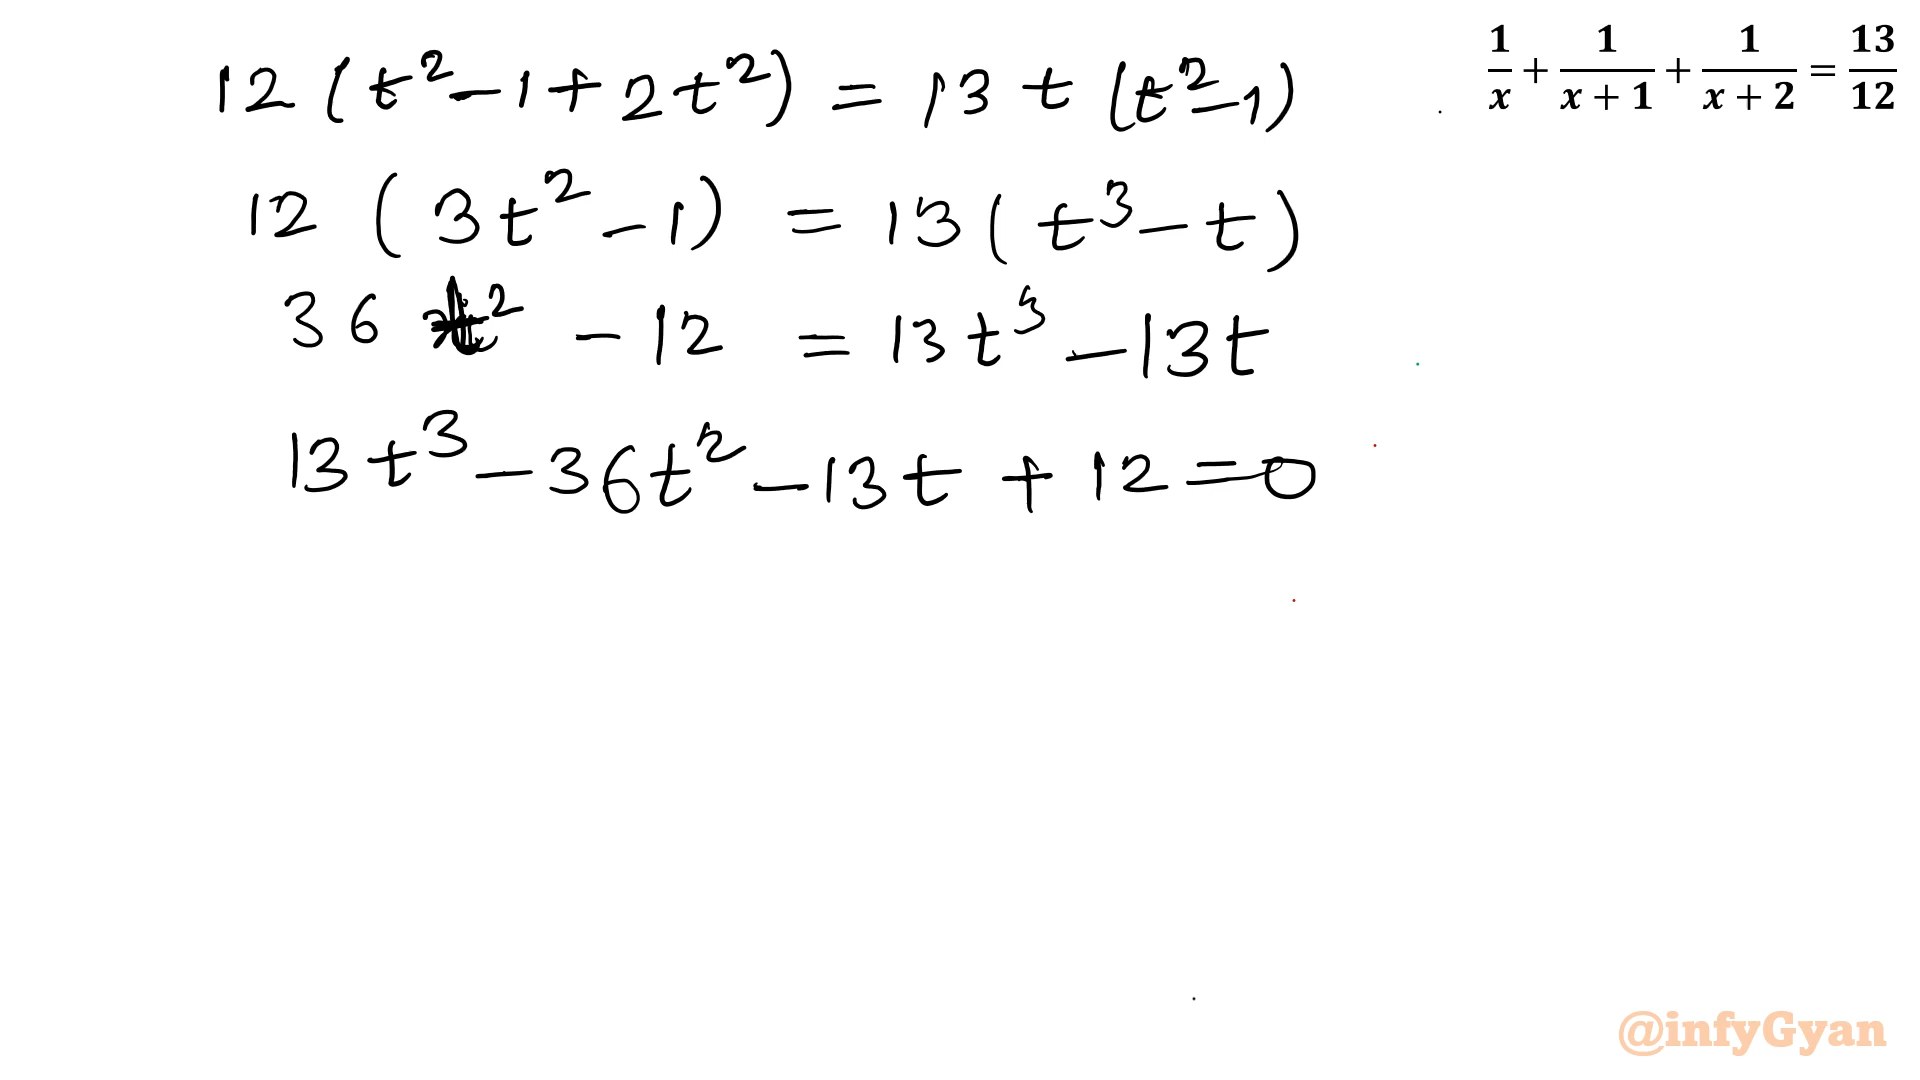 12 (t² - 1 + 2t²) = 13 t (t² - 1)
12 (3t² - 1) = 13 (t³ - t)
36 t² - 12 = 13t³ - 13t
13t³ - 36t² - 13t + 12 = 0
1/x + 1/(x + 1) + 1/(x + 2) = 13/12
@infyGyan